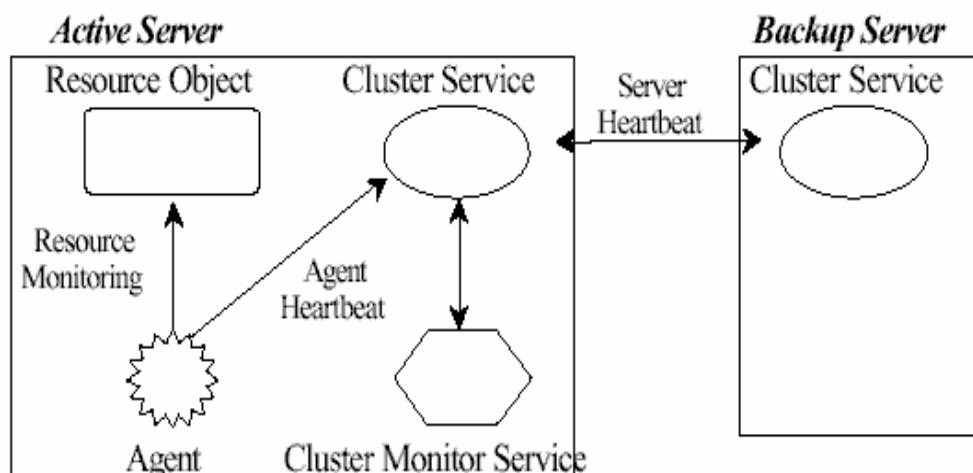 Active Server
Backup Server
Resource Object
Cluster Service
Server
Heartbeat
Cluster Service
Resource
Monitoring
Agent
Heartbeat
Agent
Cluster Monitor Service